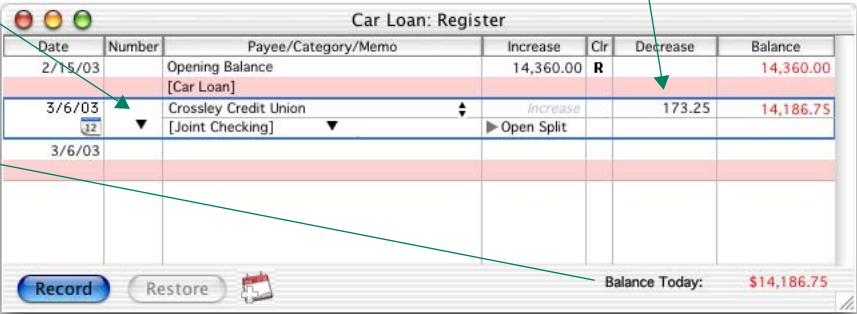 Car Loan: Register
Date Number Payee/Category/Memo Increase Clr Decrease Balance
2/15/03 Opening Balance 14,360.00 R 14,360.00
[Car Loan]
3/6/03 Crossley Credit Union increase 173.25 14,186.75
12 [Joint Checking] Open Split
3/6/03
Record Restore Balance Today: $14,186.75